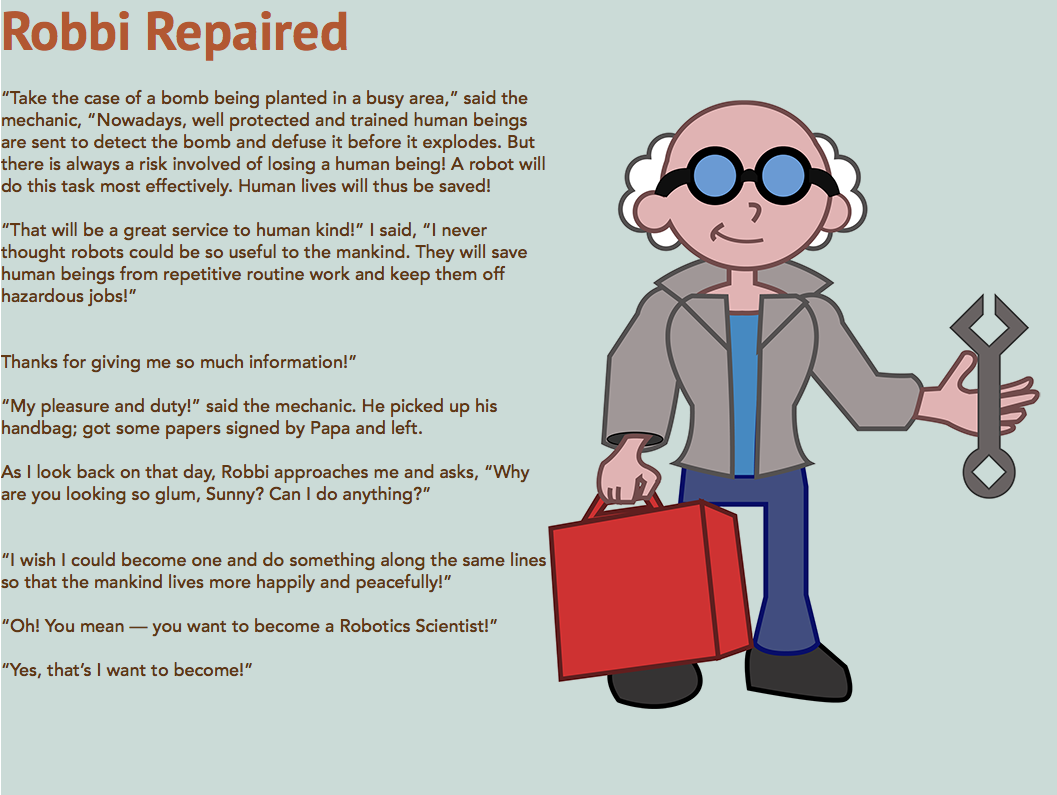 Robbi Repaired
“Take the case of a bomb being planted in a busy area,” said the
mechanic, “Nowadays, well protected and trained human beings
are sent to detect the bomb and defuse it before it explodes. But
there is always a risk involved of losing a human being! A robot will
do this task most effectively. Human lives will thus be saved!
“That will be a great service to human kind!” I said, “I never
thought robots could be so useful to the mankind. They will save
human beings from repetitive routine work and keep them off
hazardous jobs!”
Thanks for giving me so much information!”
“My pleasure and duty!” said the mechanic. He picked up his
handbag; got some papers signed by Papa and left.
As I look back on that day, Robbi approaches me and asks, “Why
are you looking so glum, Sunny? Can I do anything?”
“I wish I could become one and do something along the same lines
so that the mankind lives more happily and peacefully!”
“Oh! You mean — you want to become a Robotics Scientist!”
“Yes, that’s I want to become!”